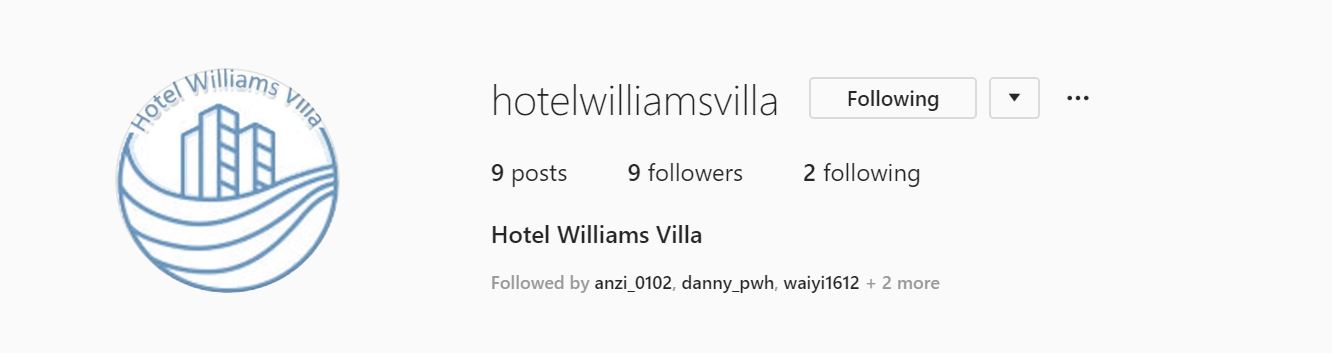 Hotel Williams Villa
hotelwilliamsvilla Following
9 posts 9 followers 2 following
Hotel Williams Villa
Followed by anzi_0102, danny_pwh, waiyi1612 + 2 more